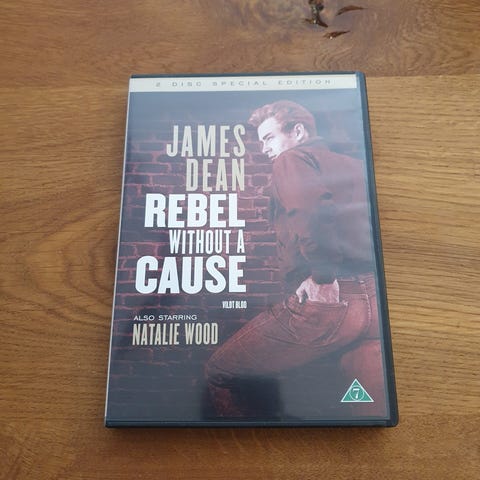 2 DISC SPECIAL EDITION
JAMES
DEAN
REBEL
WITHOUT A
CAUSE
VILDT BLOD
ALSO STARRING
NATALIE WOOD
7